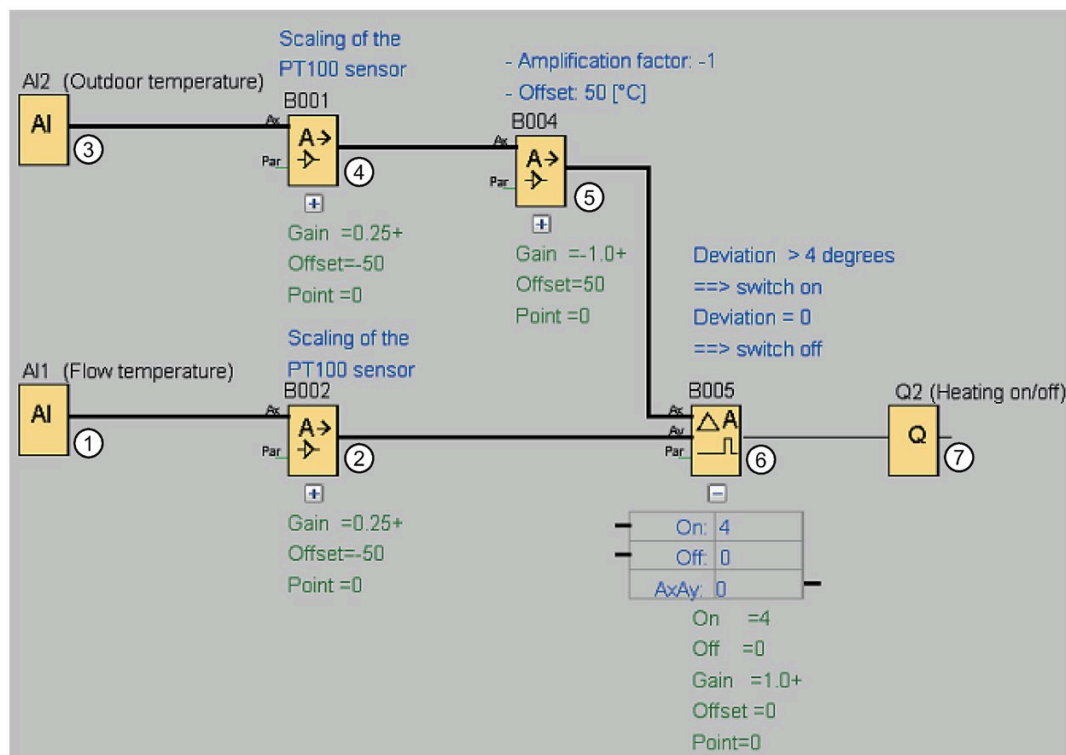 Scaling of the
PT100 sensor
AI2 (Outdoor temperature)
AI
3
B001
Ax
Par
A→
4
Gain =0.25+
Offset=-50
Point =0
- Amplification factor: -1
- Offset: 50 [°C]
B004
Ax
Par
A→
5
Gain =-1.0+
Offset=50
Point =0
Scaling of the
PT100 sensor
AI1 (Flow temperature)
AI
1
B002
Ax
Par
A→
2
Gain =0.25+
Offset=-50
Point =0
Deviation > 4 degrees
==> switch on
Deviation = 0
==> switch off
B005
Ax
Ay
Par
△A
6
On: 4
Off: 0
AxAy: 0
On =4
Off =0
Gain =1.0+
Offset =0
Point=0
Q2 (Heating on/off)
Q
7